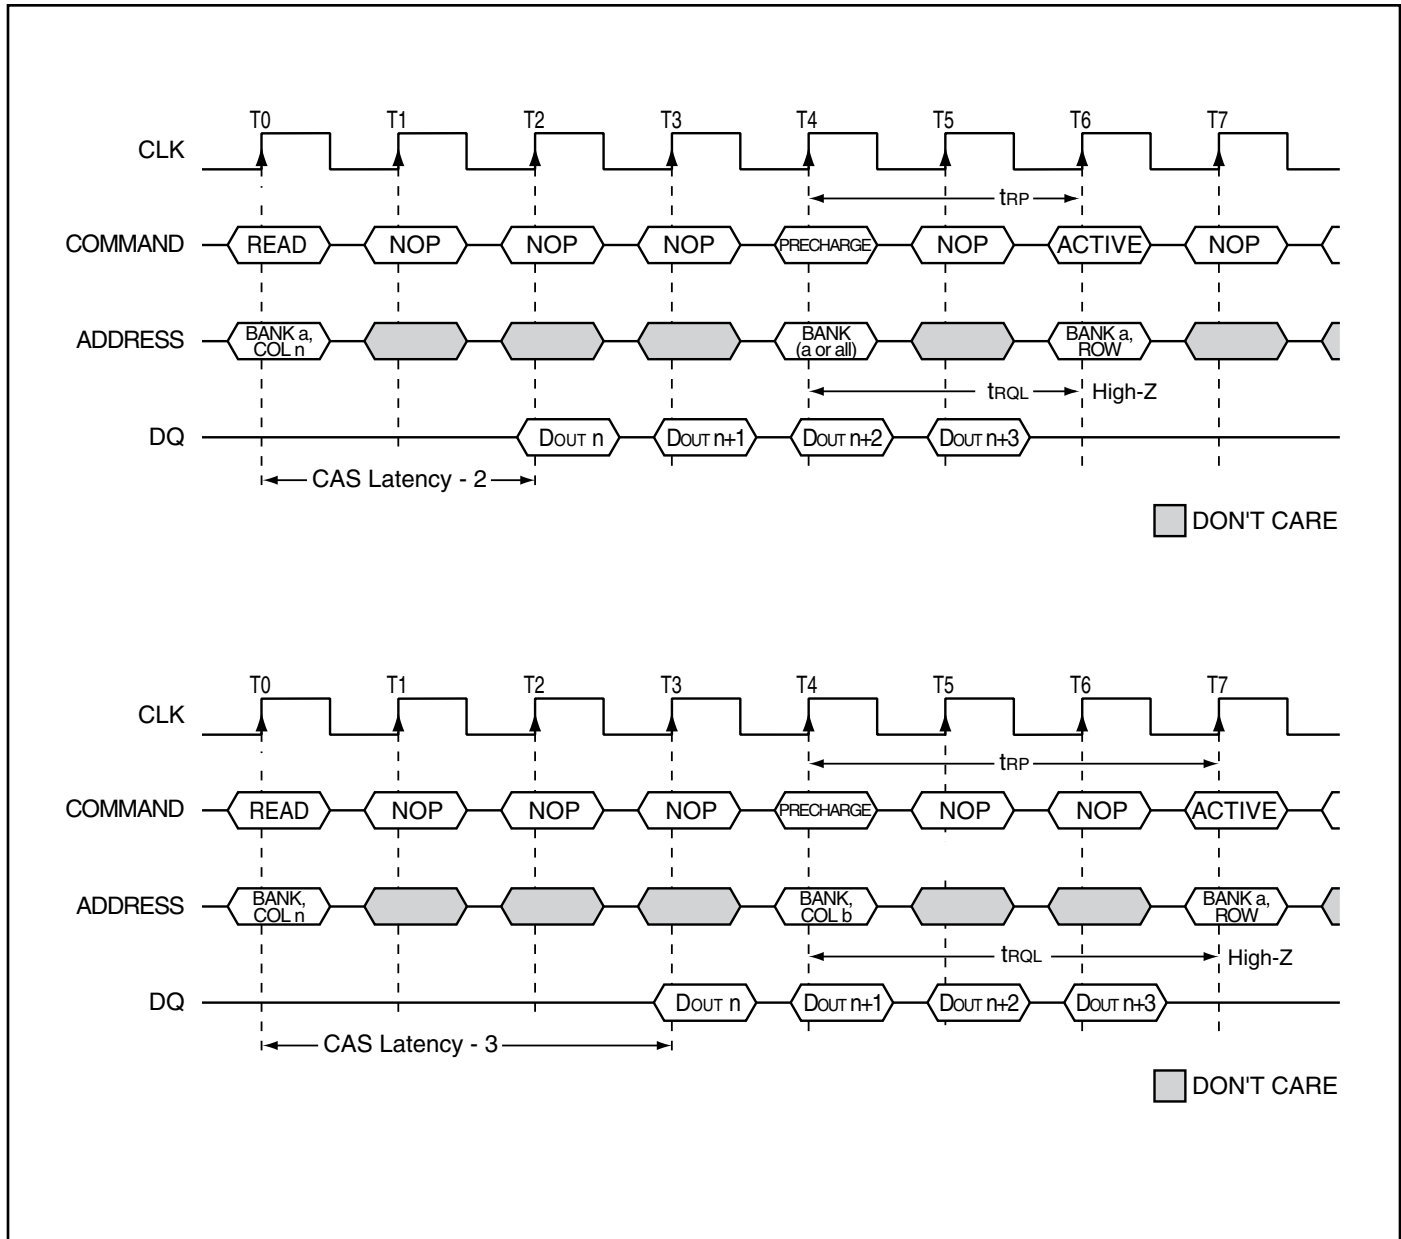 T0 T1 T2 T3 T4 T5 T6 T7
CLK
tRP
COMMAND READ NOP NOP NOP PRECHARGE NOP ACTIVE NOP
ADDRESS BANK a, COL n BANK (a or all) BANK a, ROW
tRQL High-Z
DQ DOUT n DOUT n+1 DOUT n+2 DOUT n+3
CAS Latency - 2
DON'T CARE
T0 T1 T2 T3 T4 T5 T6 T7
CLK
tRP
COMMAND READ NOP NOP NOP PRECHARGE NOP NOP ACTIVE
ADDRESS BANK, COL n BANK, COL b BANK a, ROW
tRQL High-Z
DQ DOUT n DOUT n+1 DOUT n+2 DOUT n+3
CAS Latency - 3
DON'T CARE